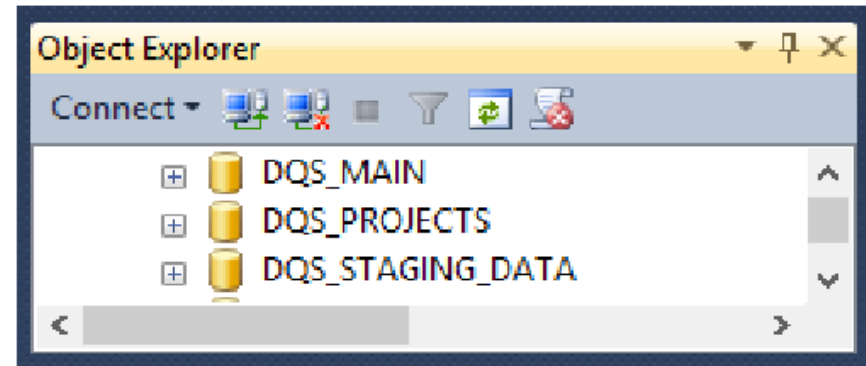 Object Explorer
Connect
DQS_MAIN
DQS_PROJECTS
DQS_STAGING_DATA